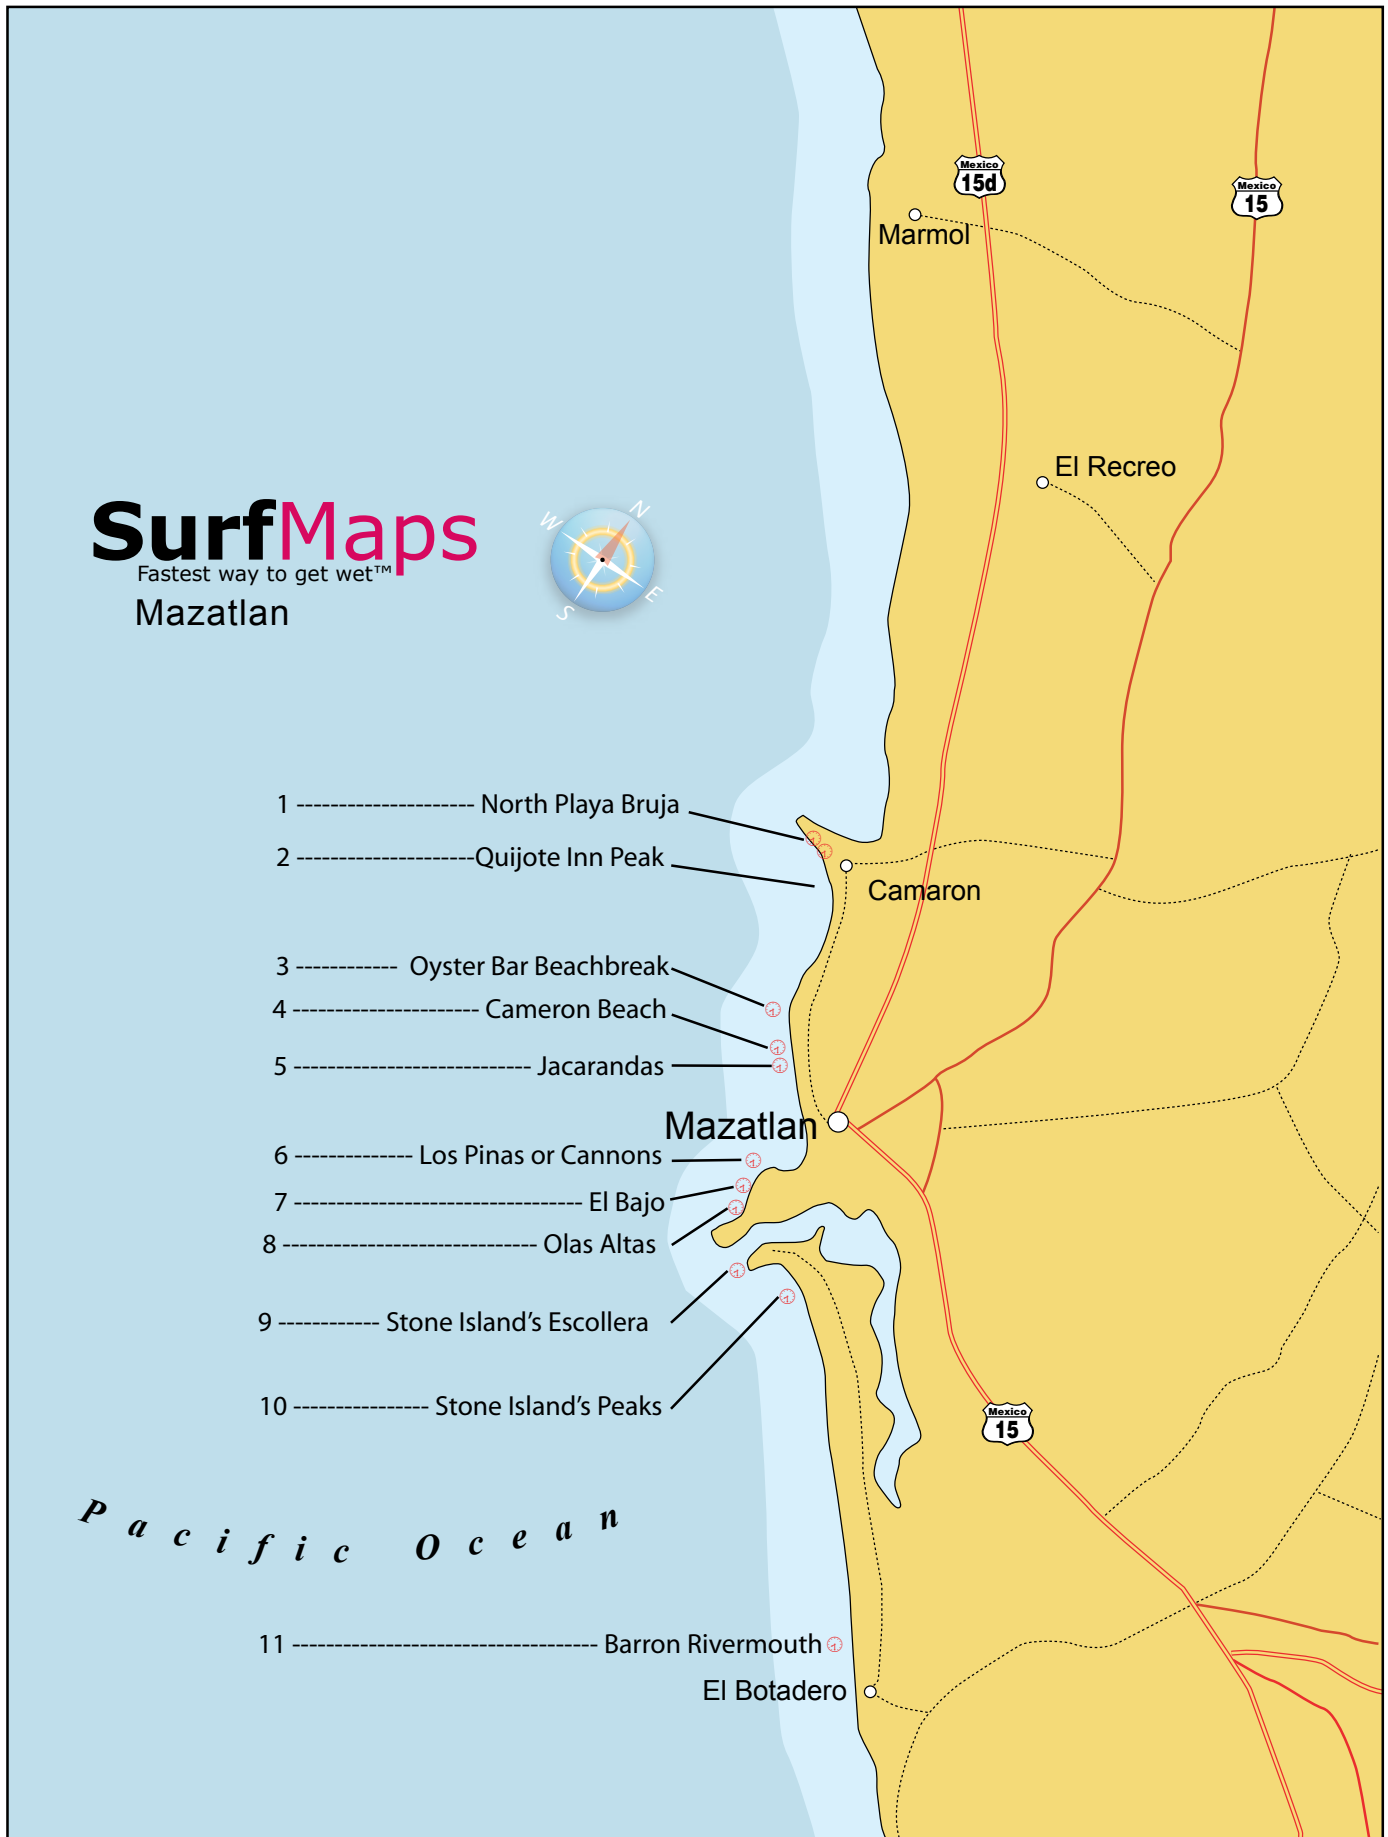 Mexico
15d
Mexico
15
Marmol
El Recreo
SurfMaps
Fastest way to get wet™
Mazatlan
N
W
E
S
1 --------------------- North Playa Bruja
2 ---------------------Quijote Inn Peak
Camaron
3 ------------ Oyster Bar Beachbreak
4 ---------------------- Cameron Beach
5 ---------------------------- Jacarandas
Mazatlan
6 -------------- Los Pinas or Cannons
7 ---------------------------------- El Bajo
8 ------------------------------ Olas Altas
9 ------------ Stone Island's Escollera
10 ---------------- Stone Island's Peaks
Mexico
15
Pacific Ocean
11 ------------------------------------ Barron Rivermouth
El Botadero